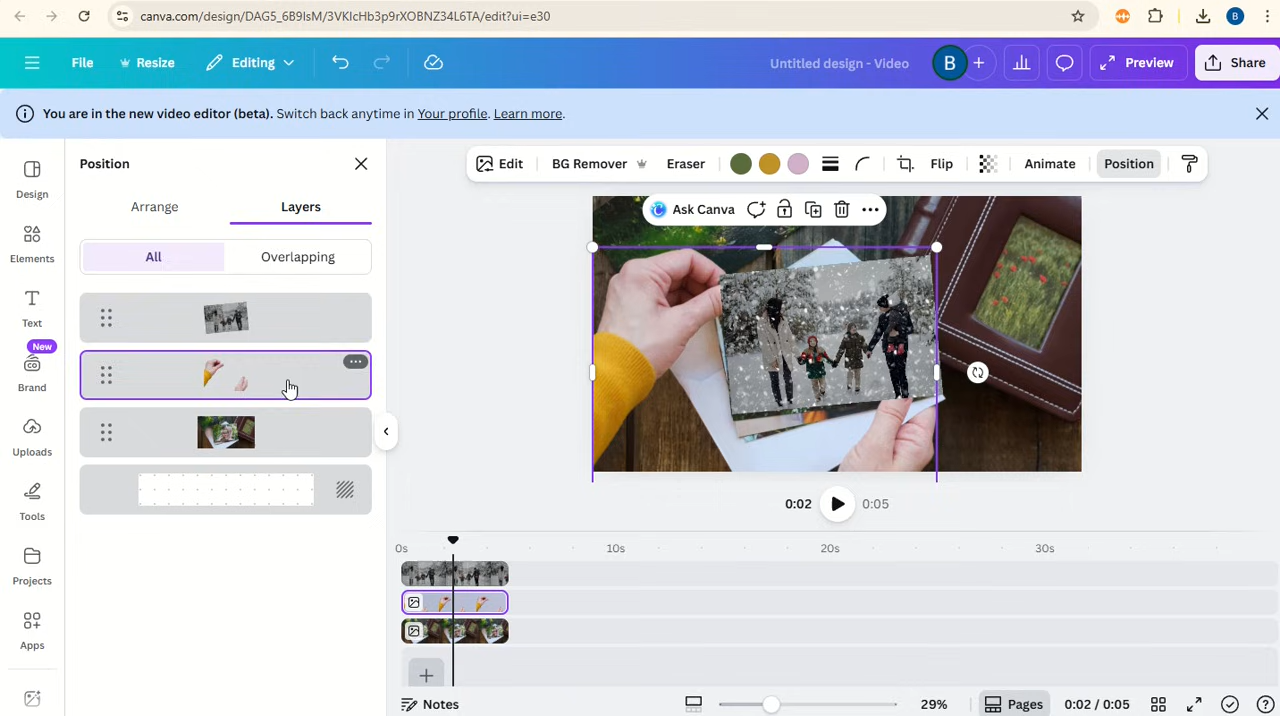 canva.com/design/DAG5_6B9IsM/3VKIcHb3p9rXOBNZ34L6TA/edit?ui=e30
B
File
Resize
Editing
Untitled design - Video
B
Preview
Share
You are in the new video editor (beta). Switch back anytime in Your profile. Learn more.
Design
Elements
Text
New
Brand
Uploads
Tools
Projects
Apps
Position
Arrange
Layers
All
Overlapping
Edit
BG Remover
Eraser
Flip
Animate
Position
Ask Canva
0:02
0:05
0s
10s
20s
30s
Notes
29%
Pages
0:02 / 0:05